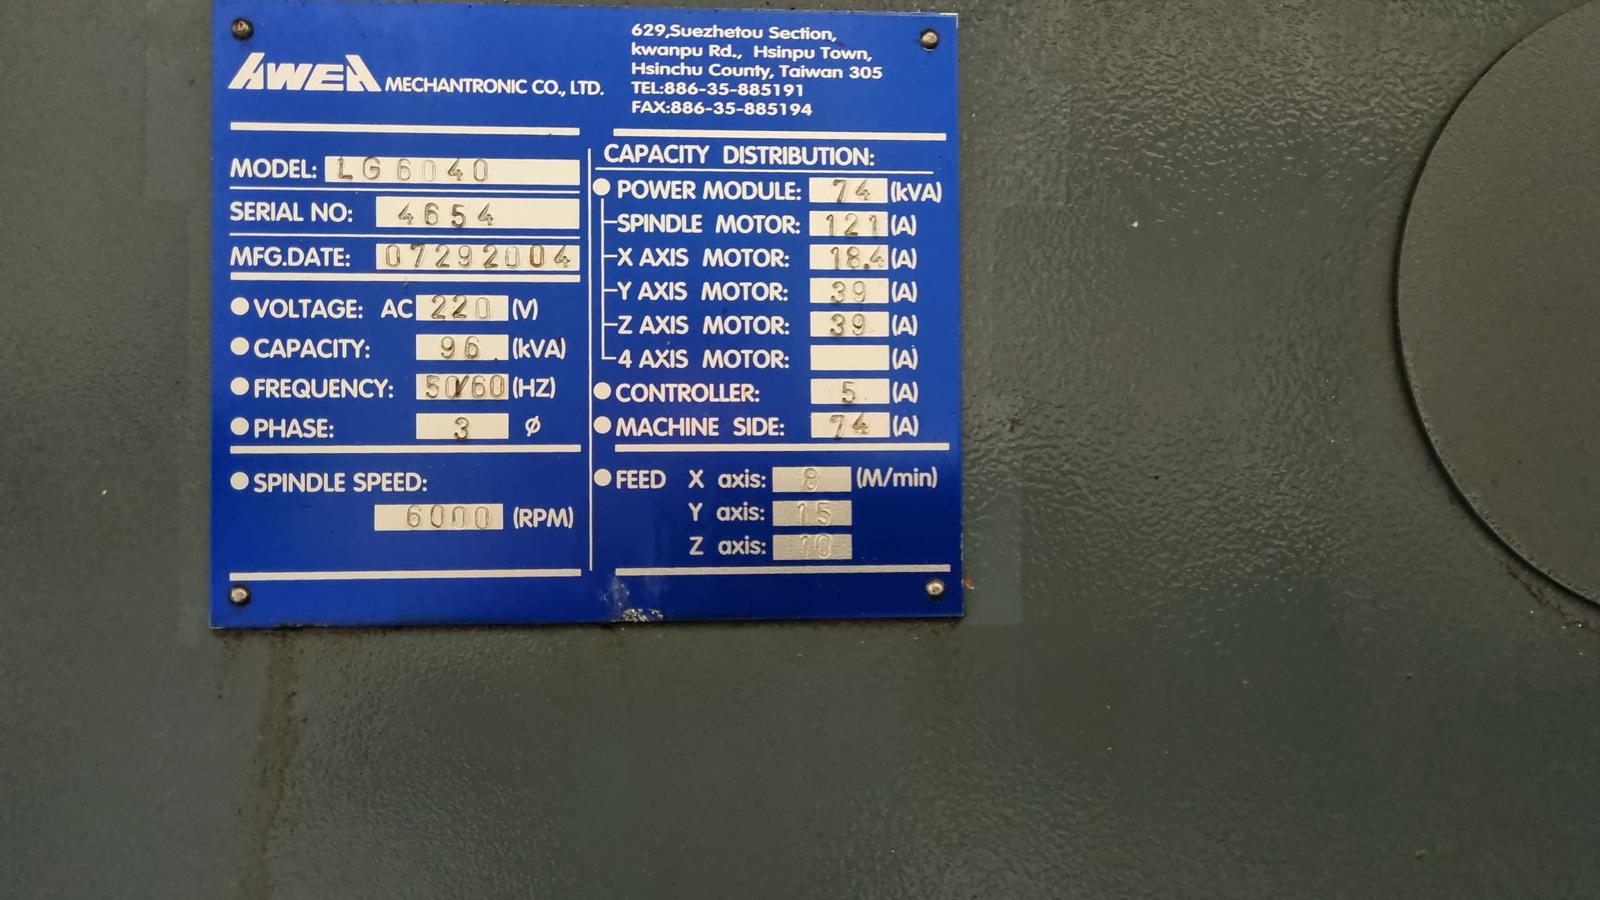 AWEA MECHANTRONIC CO., LTD.
629,Suezhetou Section,
kwanpu Rd., Hsinpu Town,
Hsinchu County, Taiwan 305
TEL:886-35-885191
FAX:886-35-885194
MODEL: LG6040
SERIAL NO: 4654
MFG.DATE: 07292004
VOLTAGE: AC 220 (V)
CAPACITY: 96 (kVA)
FREQUENCY: 50/60 (HZ)
PHASE: 3 Ø
SPINDLE SPEED:
6000 (RPM)
CAPACITY DISTRIBUTION:
POWER MODULE: 74 (kVA)
SPINDLE MOTOR: 121 (A)
X AXIS MOTOR: 18.4 (A)
Y AXIS MOTOR: 39 (A)
Z AXIS MOTOR: 39 (A)
4 AXIS MOTOR: (A)
CONTROLLER: 5 (A)
MACHINE SIDE: 74 (A)
FEED X axis: 8 (M/min)
Y axis: 15
Z axis: 10